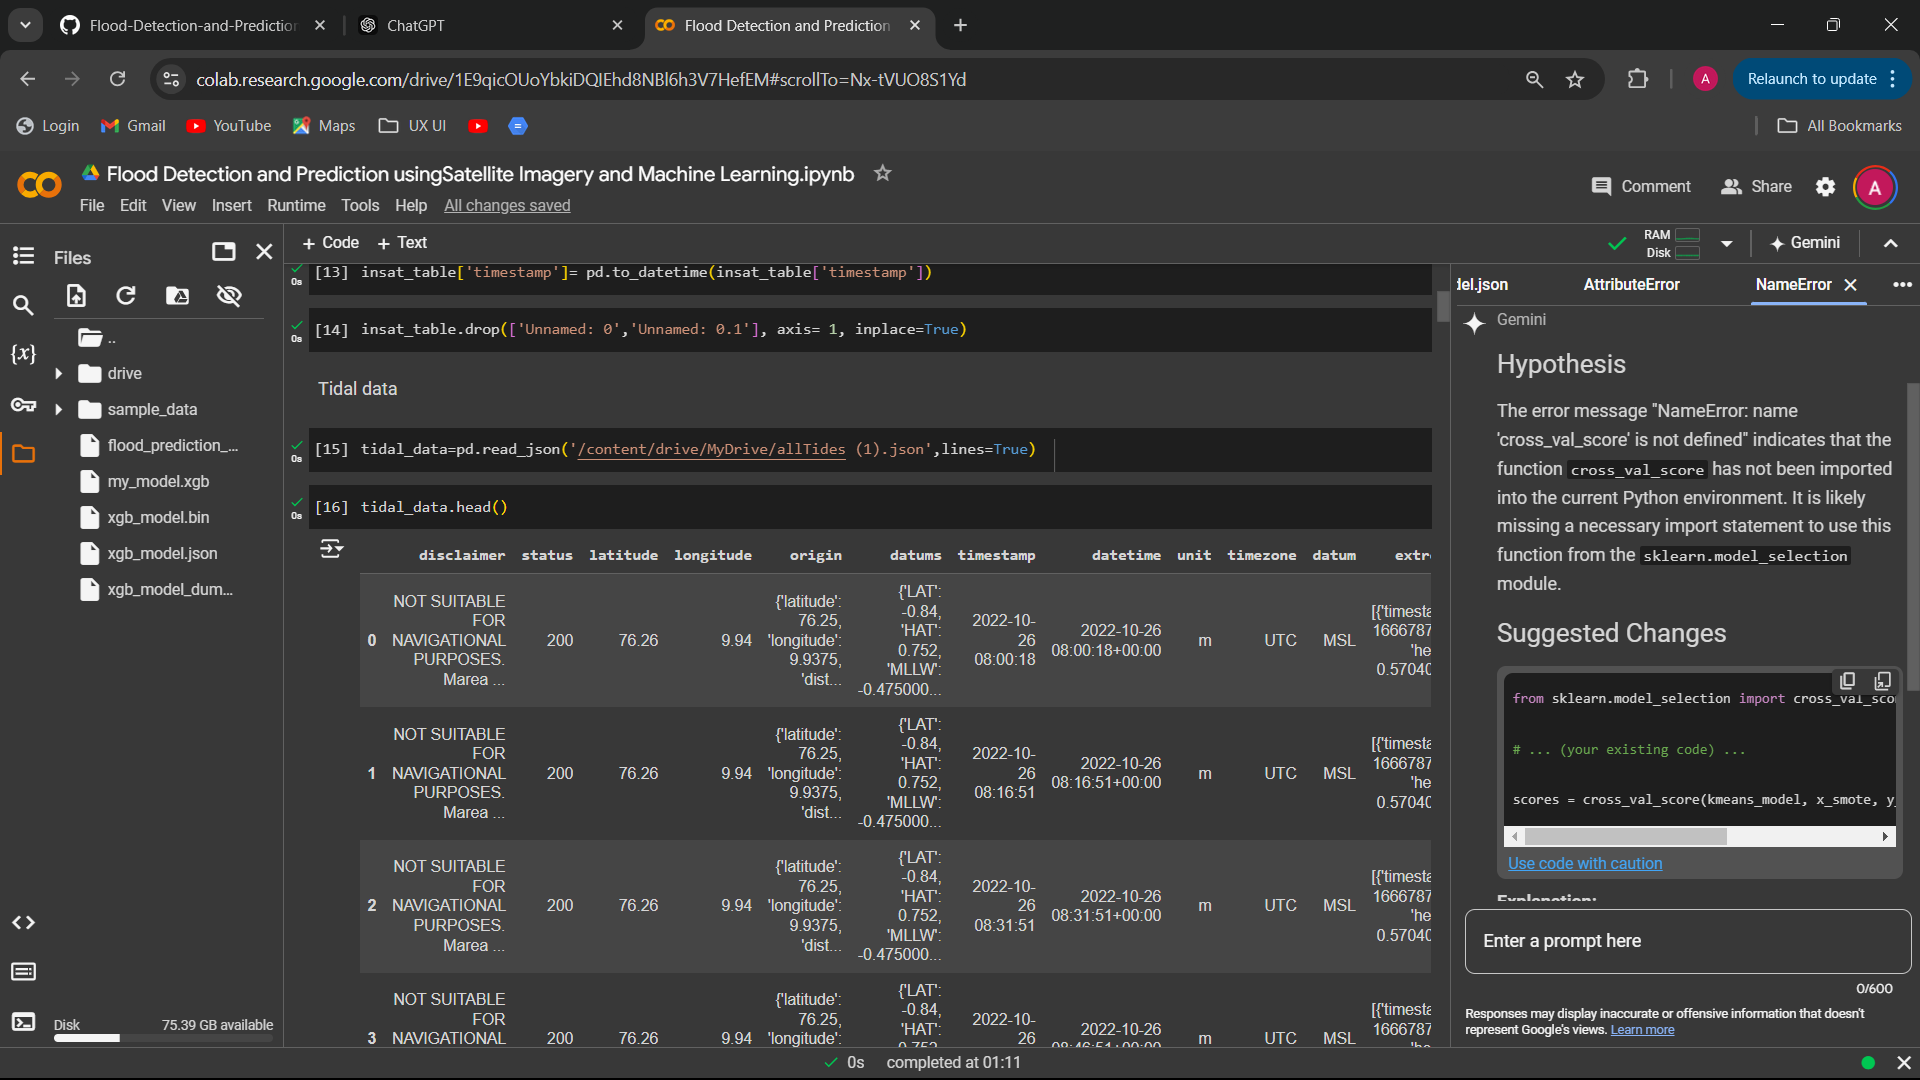 Flood-Detection-and-Prediction
ChatGPT
Flood Detection and Prediction
colab.research.google.com/drive/1E9qicOUoYbkiDQIEhd8NBl6h3V7HefEM#scrollTo=Nx-tVUO8S1Yd
A
Relaunch to update
Login
Gmail
YouTube
Maps
UX UI
All Bookmarks
Flood Detection and Prediction usingSatellite Imagery and Machine Learning.ipynb
Comment
Share
A
File Edit View Insert Runtime Tools Help All changes saved
Files
+ Code + Text
RAM
Disk
Gemini
..
drive
sample_data
flood_prediction_...
my_model.xgb
xgb_model.bin
xgb_model.json
xgb_model_dum...
Disk 75.39 GB available
0s
[13] insat_table['timestamp']= pd.to_datetime(insat_table['timestamp'])
0s
[14] insat_table.drop(['Unnamed: 0','Unnamed: 0.1'], axis= 1, inplace=True)
Tidal data
0s
[15] tidal_data=pd.read_json('/content/drive/MyDrive/allTides (1).json',lines=True)
0s
[16] tidal_data.head()
disclaimer status latitude longitude origin datums timestamp datetime unit timezone datum extr
0 NOT SUITABLE FOR NAVIGATIONAL PURPOSES. Marea ... 200 76.26 9.94 {'latitude': 76.25, 'longitude': 9.9375, 'dist... {'LAT': -0.84, 'HAT': 0.752, 'MLLW': -0.475000... 2022-10-26 08:00:18 2022-10-26 08:00:18+00:00 m UTC MSL [{'timesta 1666787 'he 0.57040
1 NOT SUITABLE FOR NAVIGATIONAL PURPOSES. Marea ... 200 76.26 9.94 {'latitude': 76.25, 'longitude': 9.9375, 'dist... {'LAT': -0.84, 'HAT': 0.752, 'MLLW': -0.475000... 2022-10-26 08:16:51 2022-10-26 08:16:51+00:00 m UTC MSL [{'timesta 1666787 'he 0.57040
2 NOT SUITABLE FOR NAVIGATIONAL PURPOSES. Marea ... 200 76.26 9.94 {'latitude': 76.25, 'longitude': 9.9375, 'dist... {'LAT': -0.84, 'HAT': 0.752, 'MLLW': -0.475000... 2022-10-26 08:31:51 2022-10-26 08:31:51+00:00 m UTC MSL [{'timesta 1666787 'he 0.57040
3 NOT SUITABLE FOR NAVIGATIONAL 200 76.26 9.94 {'latitude': 76.25, 'longitude': {'LAT': -0.84, 'HAT': 2022-10-26 2022-10-26 m UTC MSL [{'timesta 1666787
del.json
AttributeError
NameError
Gemini
Hypothesis
The error message "NameError: name
'cross_val_score' is not defined" indicates that the
function cross_val_score has not been imported
into the current Python environment. It is likely
missing a necessary import statement to use this
function from the sklearn.model_selection
module.
Suggested Changes
from sklearn.model_selection import cross_val_sco
# ... (your existing code) ...
scores = cross_val_score(kmeans_model, x_smote, y_
Use code with caution
Explanation:
Enter a prompt here
0/600
Responses may display inaccurate or offensive information that doesn't
represent Google's views. Learn more
0s completed at 01:11